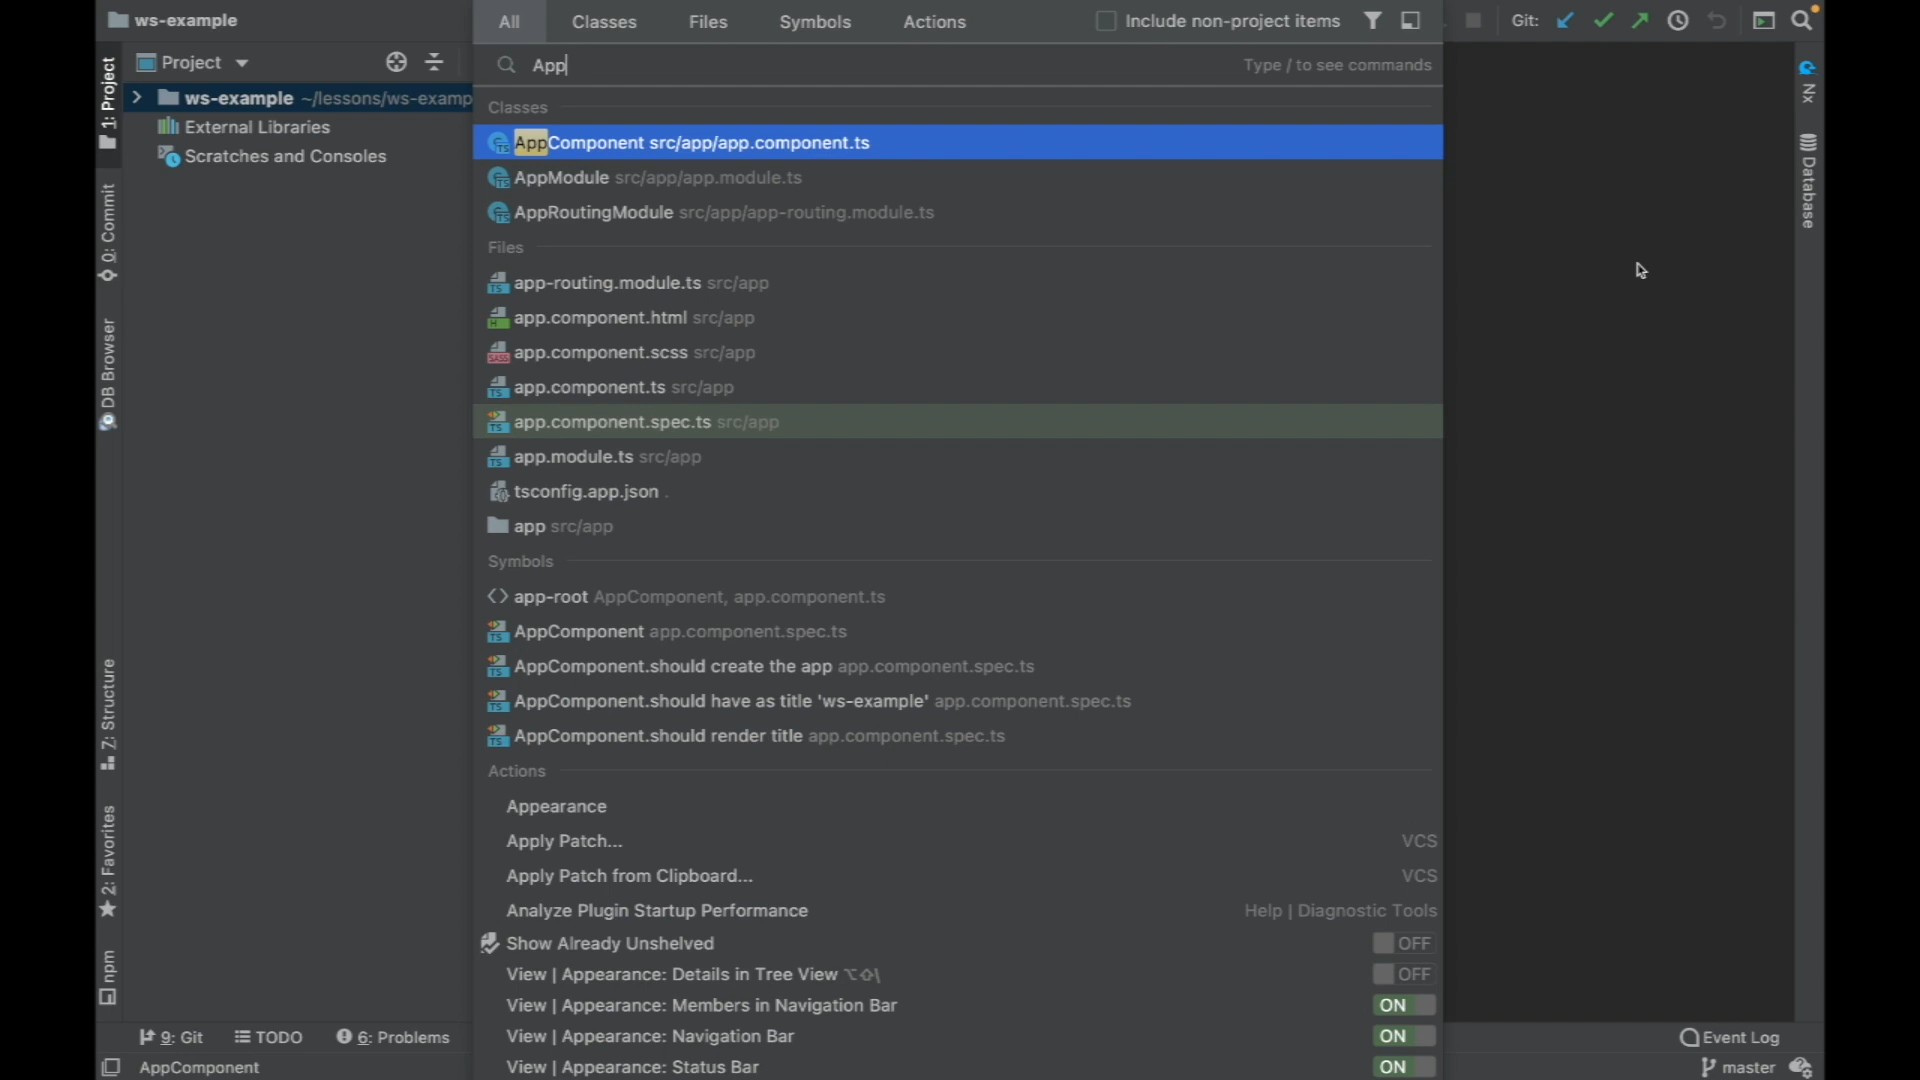 ws-example
All Classes Files Symbols Actions Include non-project items
Git:
Project
App
Type / to see commands
ws-example ~/lessons/ws-examp
External Libraries
Scratches and Consoles
1: Project
0: Commit
DB Browser
Z: Structure
2: Favorites
npm
Classes
AppComponent src/app/app.component.ts
AppModule src/app/app.module.ts
AppRoutingModule src/app/app-routing.module.ts
Files
app-routing.module.ts src/app
app.component.html src/app
app.component.scss src/app
app.component.ts src/app
app.component.spec.ts src/app
app.module.ts src/app
tsconfig.app.json .
app src/app
Symbols
<> app-root AppComponent, app.component.ts
AppComponent app.component.spec.ts
AppComponent.should create the app app.component.spec.ts
AppComponent.should have as title 'ws-example' app.component.spec.ts
AppComponent.should render title app.component.spec.ts
Actions
Appearance
Apply Patch... VCS
Apply Patch from Clipboard... VCS
Analyze Plugin Startup Performance Help | Diagnostic Tools
Show Already Unshelved OFF
View | Appearance: Details in Tree View ⌥⇧\ OFF
View | Appearance: Members in Navigation Bar ON
View | Appearance: Navigation Bar ON
View | Appearance: Status Bar ON
Nx
Database
9: Git TODO 6: Problems
Event Log
AppComponent
master